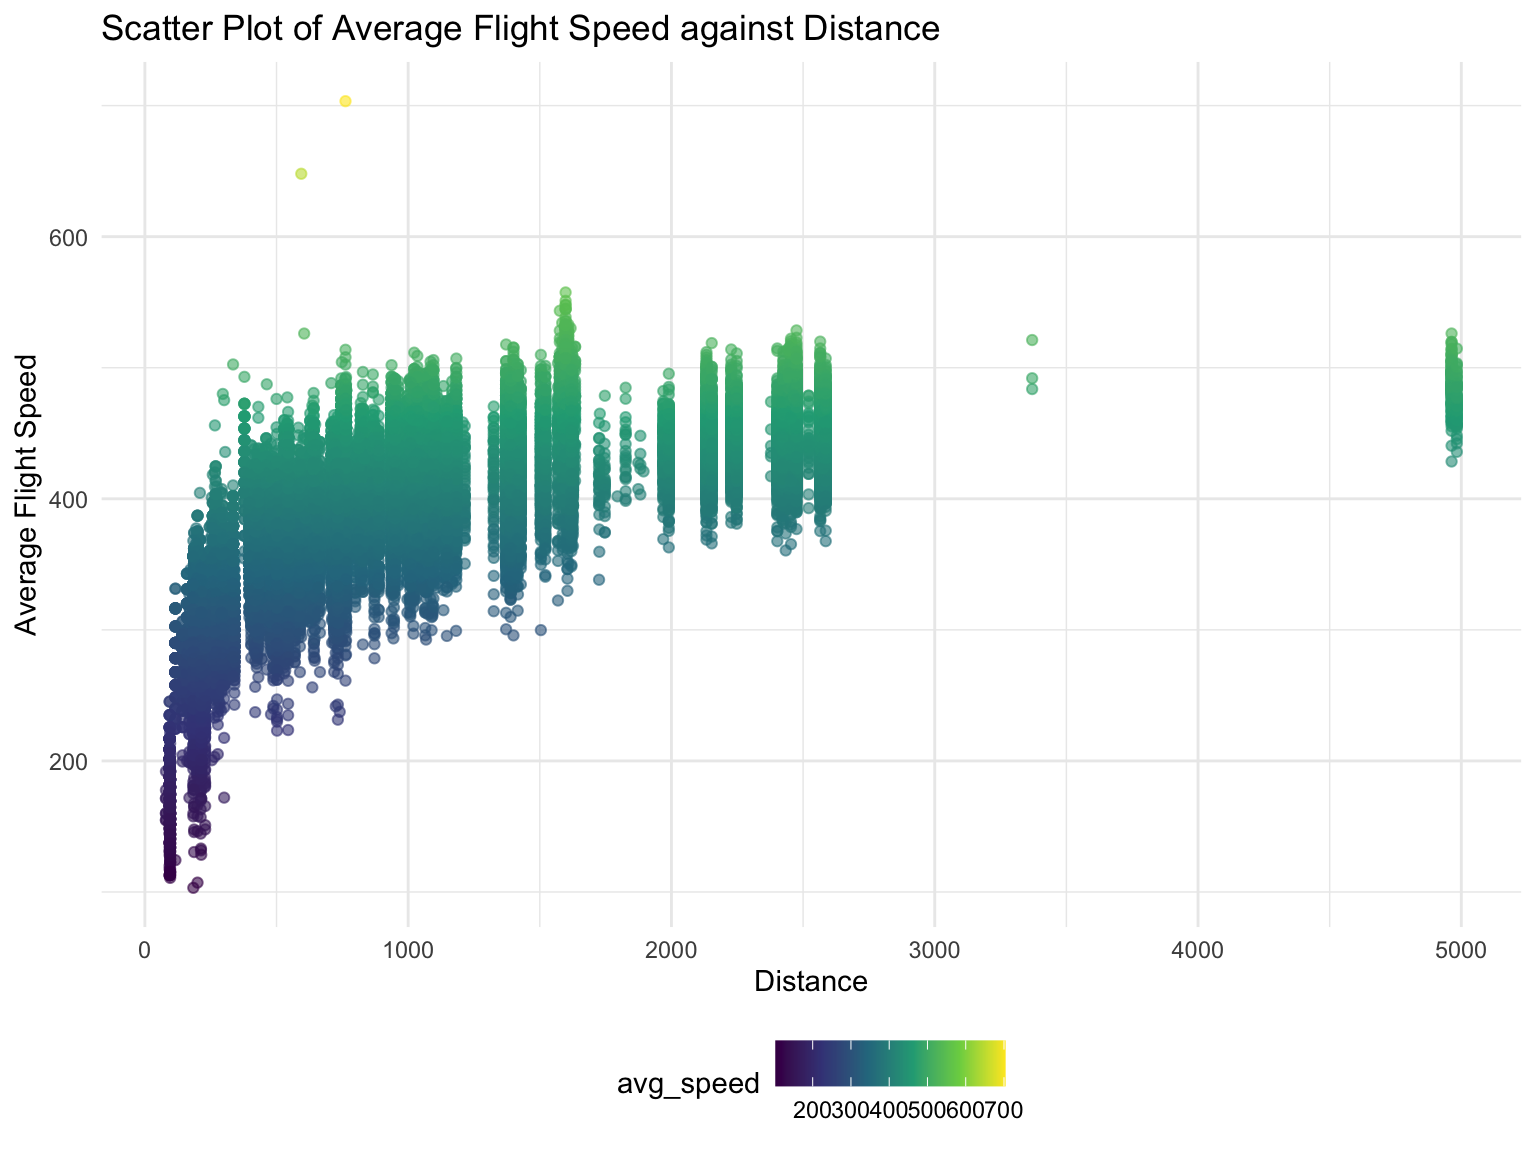 Scatter Plot of Average Flight Speed against Distance
Average Flight Speed
600
400
200
0 1000 2000 3000 4000 5000
Distance
avg_speed
200300400500600700